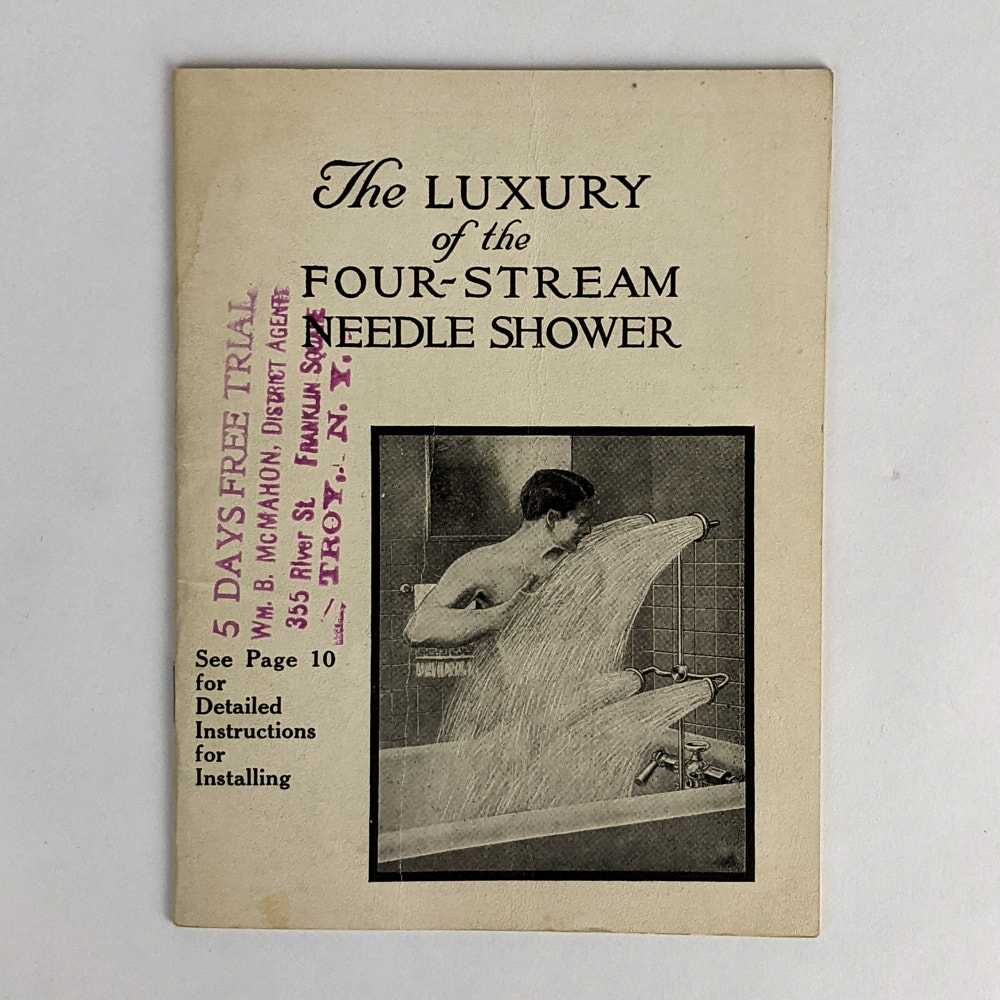 The LUXURY
of the
FOUR-STREAM
NEEDLE SHOWER
5 DAYS FREE TRIAL
WM. B. MCMAHON, DISTRICT AGENT
355 River St FRANKLIN SQUARE
TROY, N. Y.
See Page 10
for
Detailed
Instructions
for
Installing